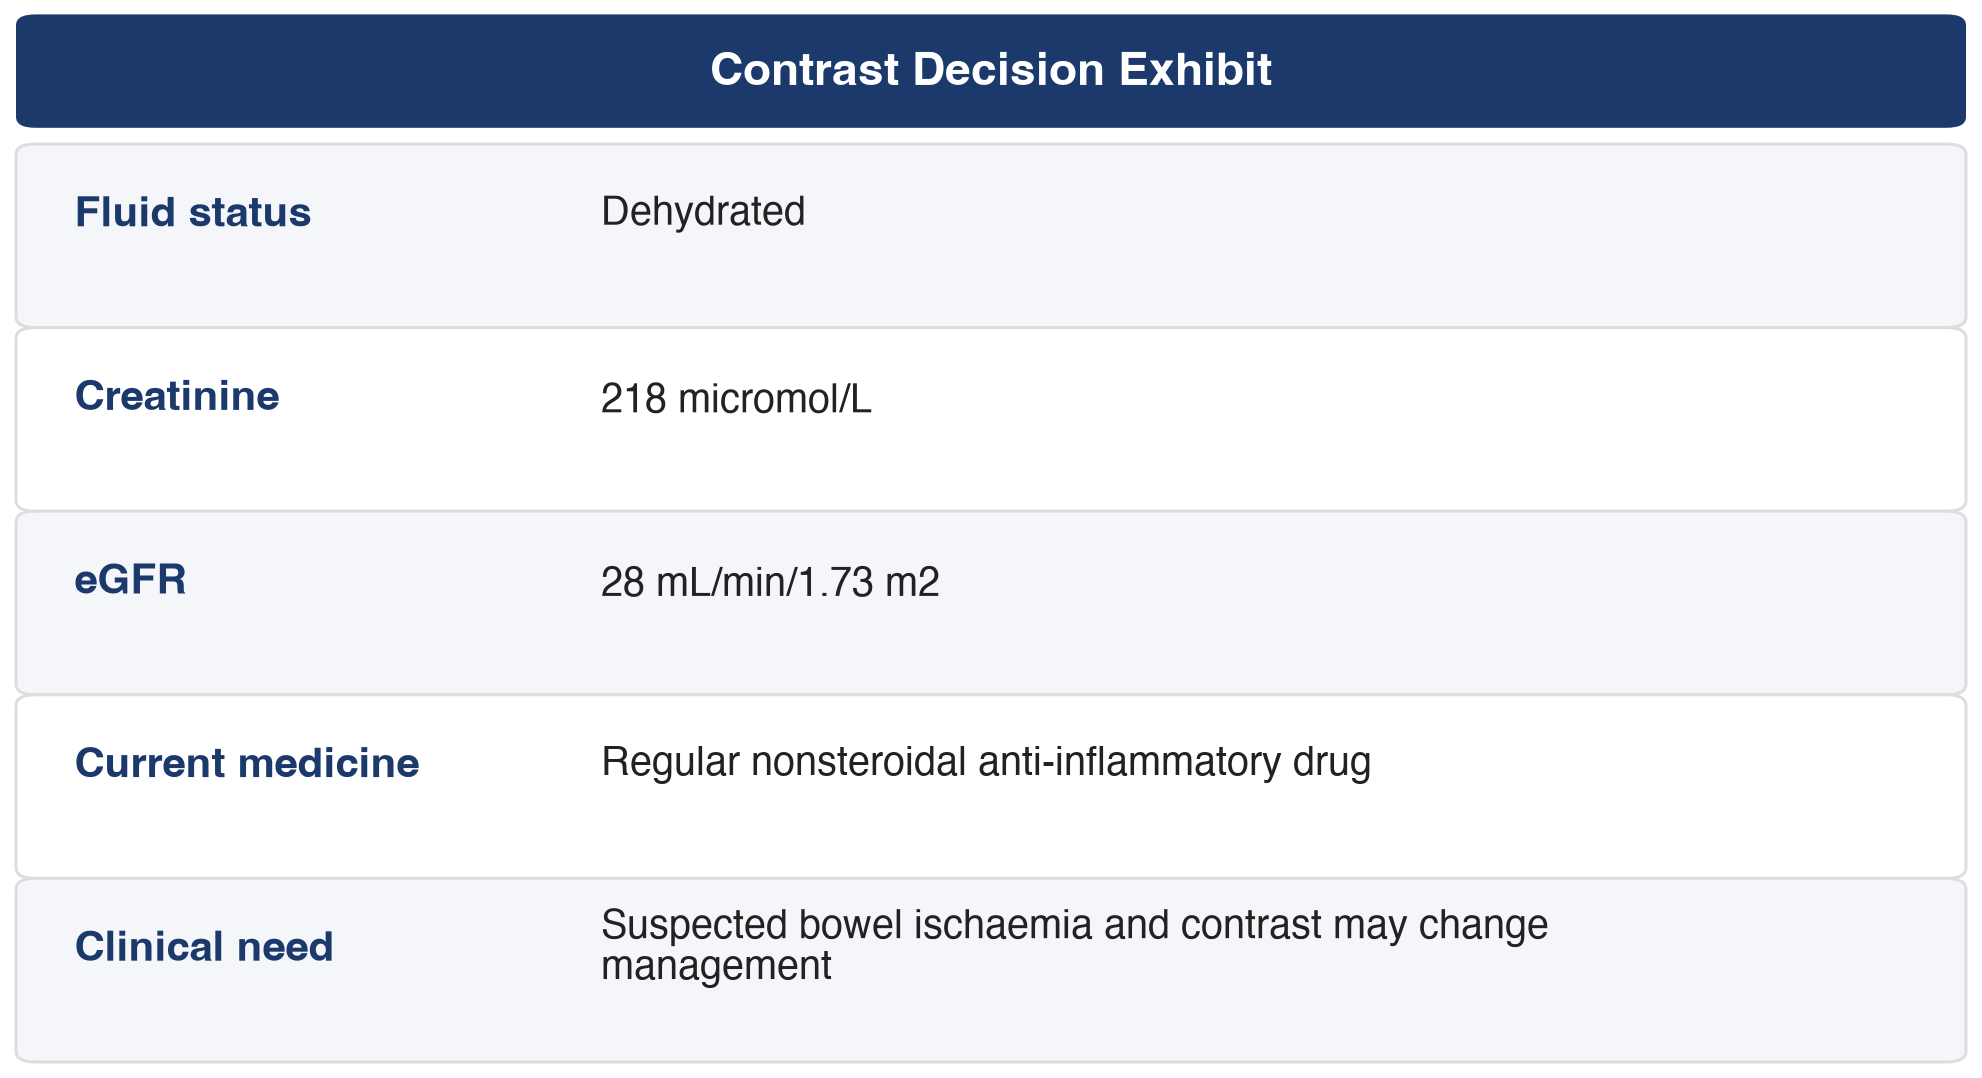 Contrast Decision Exhibit
Fluid status Dehydrated
Creatinine 218 micromol/L
eGFR 28 mL/min/1.73 m2
Current medicine Regular nonsteroidal anti-inflammatory drug
Clinical need Suspected bowel ischaemia and contrast may change
management